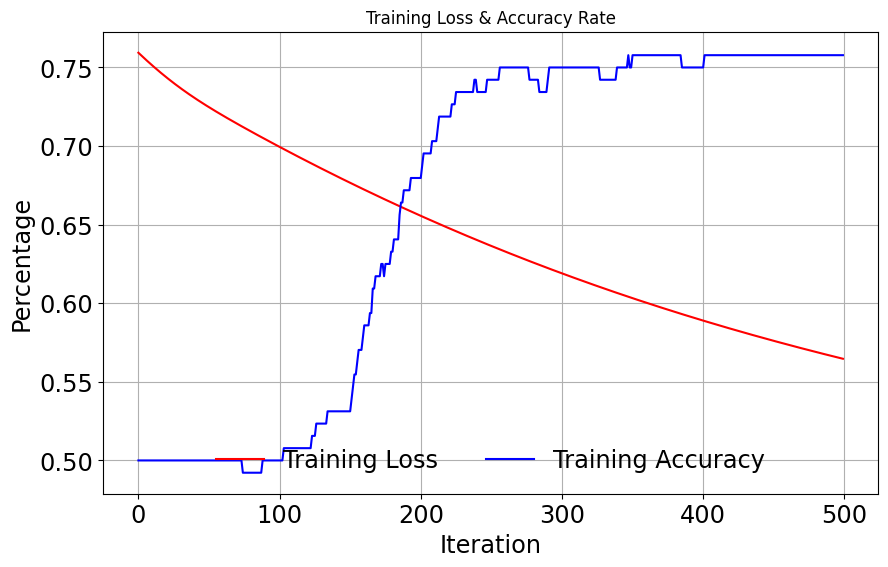 Training Loss & Accuracy Rate
0.75
0.70
0.65
0.60
0.55
0.50
Percentage
Training Loss Training Accuracy
0 100 200 300 400 500
Iteration